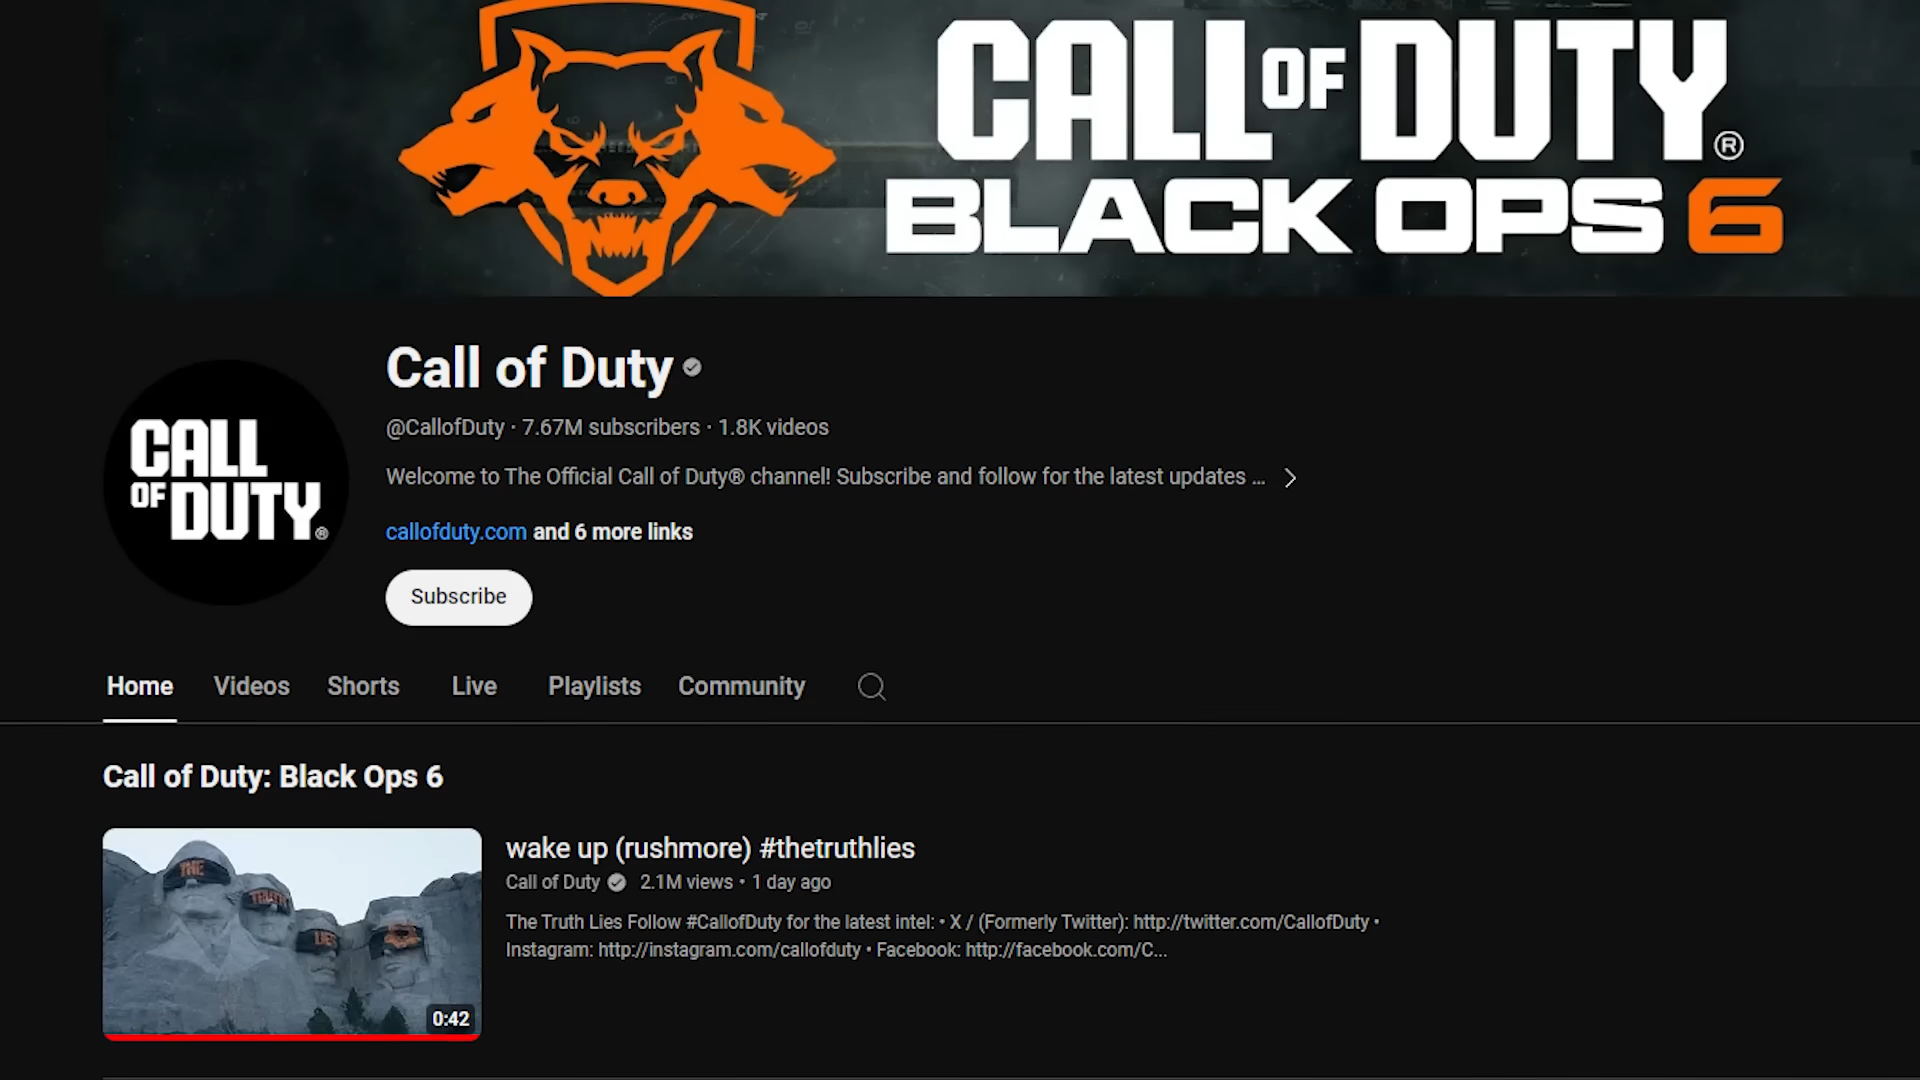 CALL OF DUTY®
BLACK OPS 6
CALL
OF DUTY®
Call of Duty
@CallofDuty · 7.67M subscribers · 1.8K videos
Welcome to The Official Call of Duty® channel! Subscribe and follow for the latest updates ...
callofduty.com and 6 more links
Subscribe
Home Videos Shorts Live Playlists Community
Call of Duty: Black Ops 6
THE
TRUTH
LIES
0:42
wake up (rushmore) #thetruthlies
Call of Duty 2.1M views • 1 day ago
The Truth Lies Follow #CallofDuty for the latest intel: • X / (Formerly Twitter): http://twitter.com/CallofDuty •
Instagram: http://instagram.com/callofduty • Facebook: http://facebook.com/C...